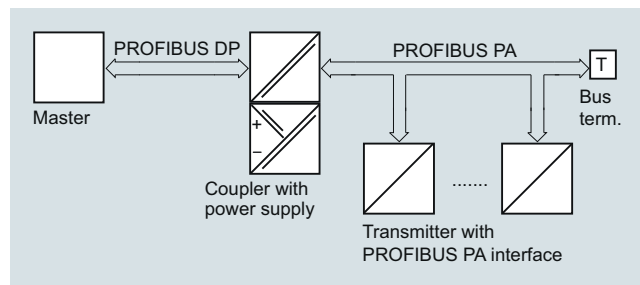 PROFIBUS DP
PROFIBUS PA
T
Master
Bus
term.
+
−
Coupler with
power supply
.......
Transmitter with
PROFIBUS PA interface